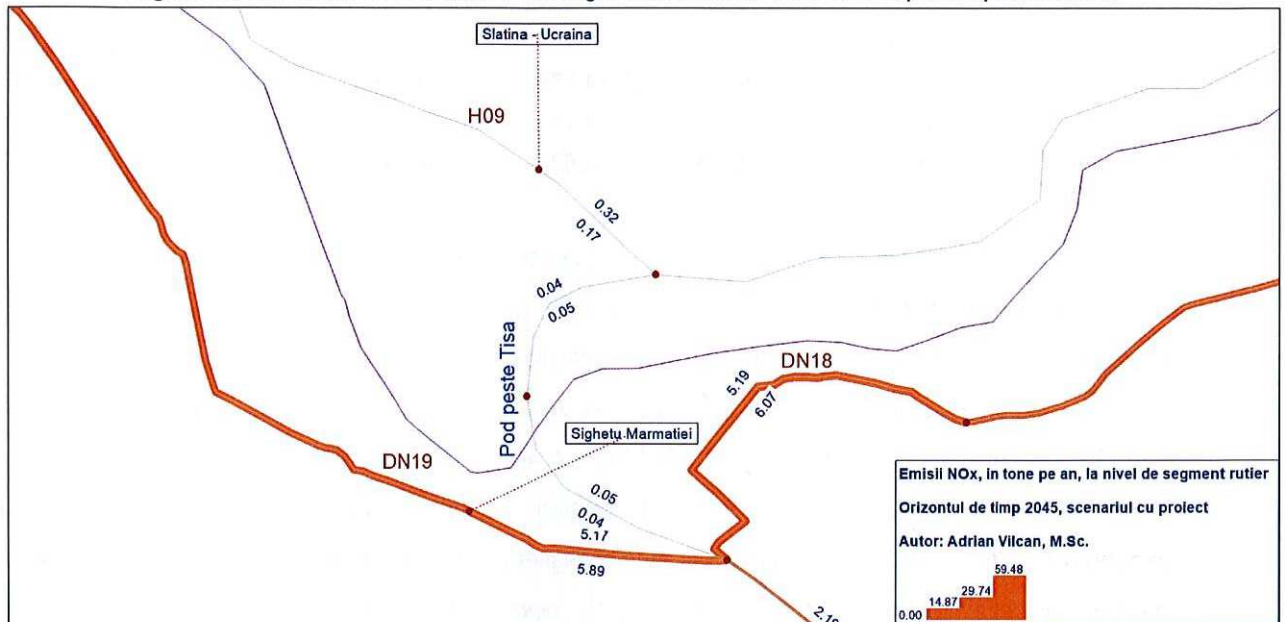 Slatina - Ucraina
H09
0.32
0.17
0.04
0.05
Pod peste Tisa
DN18
5.19
6.07
Sighetu Marmatiei
DN19
0.05
0.04
5.17
5.89
Emisii NOx, in tone pe an, la nivel de segment rutier
Orizontul de timp 2045, scenariul cu proiect
Autor: Adrian Vilcan, M.Sc.
59.48
29.74
14.87
0.00